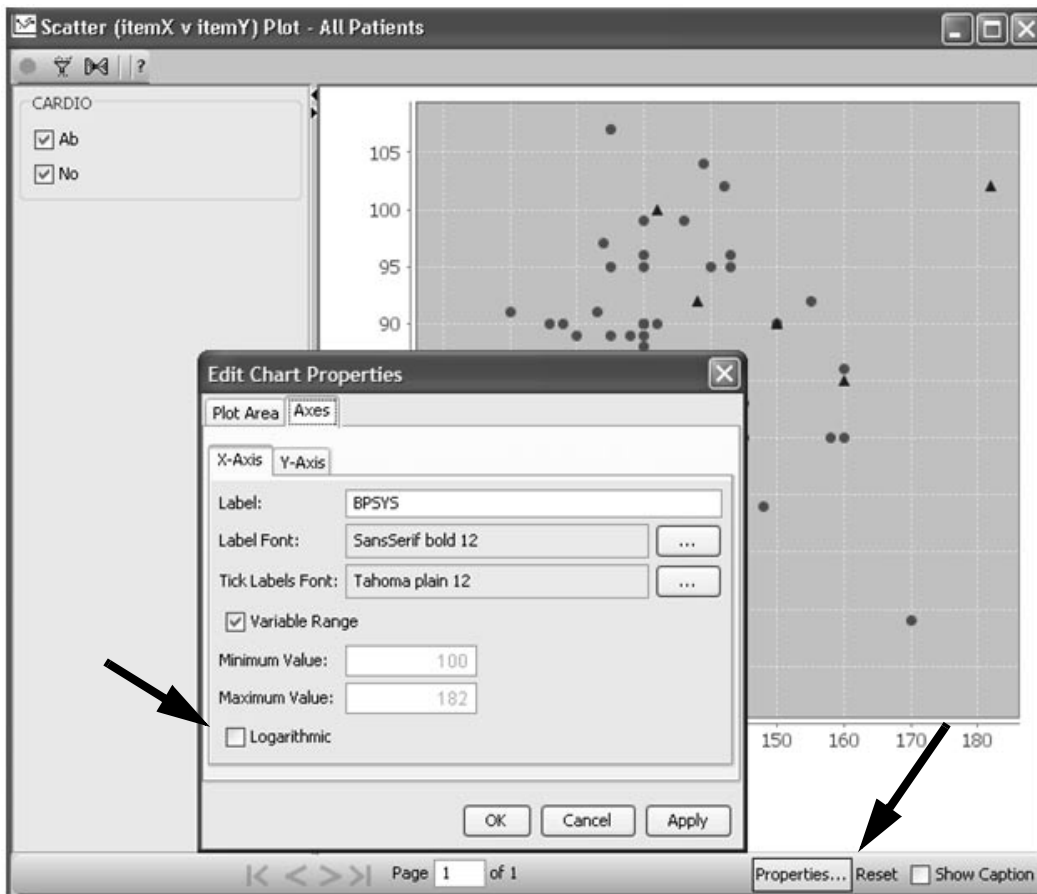 Scatter (itemX v itemY) Plot - All Patients
?
CARDIO
Ab
No
105
100
95
90
Edit Chart Properties
Plot Area Axes
X-Axis Y-Axis
Label: BPSYS
Label Font: SansSerif bold 12 ...
Tick Labels Font: Tahoma plain 12 ...
Variable Range
Minimum Value: 100
Maximum Value: 182
Logarithmic
150 160 170 180
OK Cancel Apply
Page 1 of 1 Properties... Reset Show Caption